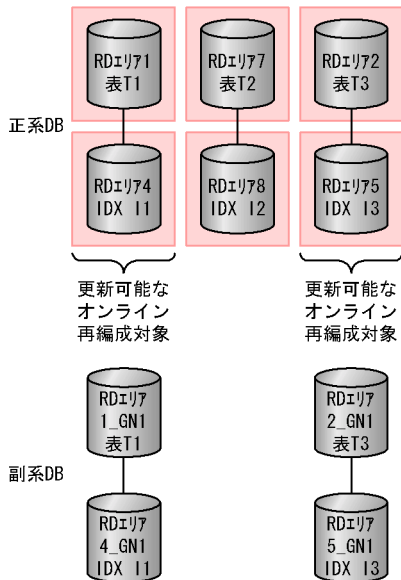 RDエリア1
表T1
RDエリア7
表T2
RDエリア2
表T3
正系DB
RDエリア4
IDX I1
RDエリア8
IDX I2
RDエリア5
IDX I3
更新可能な
オンライン
再編成対象
更新可能な
オンライン
再編成対象
RDエリア
1_GN1
表T1
RDエリア
2_GN1
表T3
副系DB
RDエリア
4_GN1
IDX I1
RDエリア
5_GN1
IDX I3